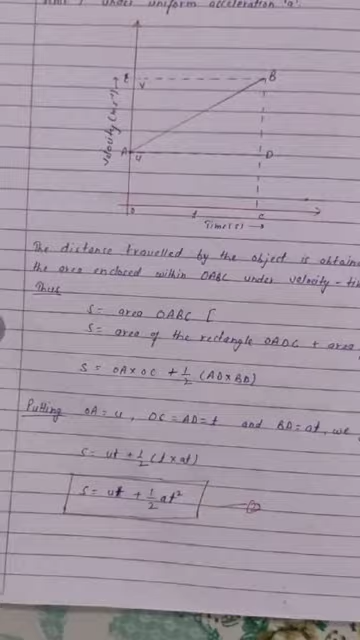 under uniform acceleration 'a'
E
V
B
Velocity (ms⁻¹) →
A
u
D
O
t
C
Time (s) →
The distance travelled by the object is
the area enclosed within OABC under velocity - 
Thus
S = area OABC [
S = area of the rectangle OADC + area
S = OA x OC + 1/2 (AD x BD)
Putting OA = u, OC = AD = t and BD = at, we
S = ut + 1/2 (t x at)
S = ut + 1/2 at²